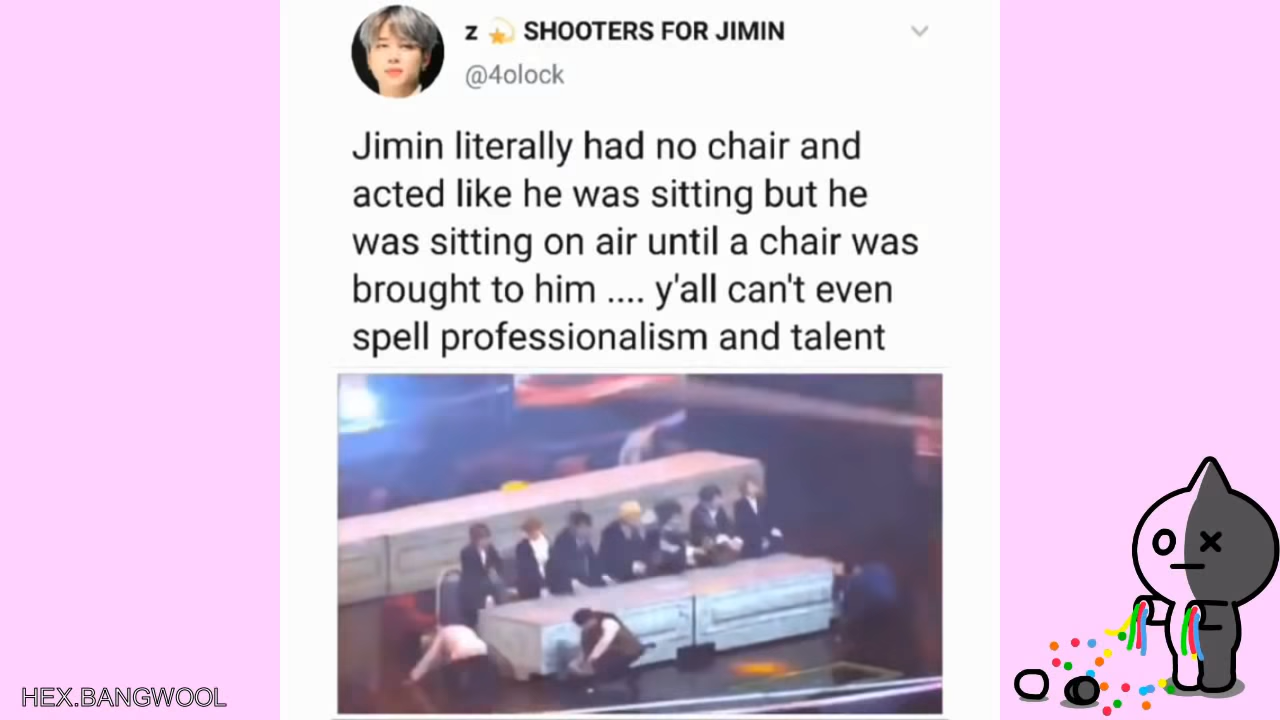 z 💫 SHOOTERS FOR JIMIN
@4olock
Jimin literally had no chair and
acted like he was sitting but he
was sitting on air until a chair was
brought to him .... y'all can't even
spell professionalism and talent
HEX.BANGWOOL